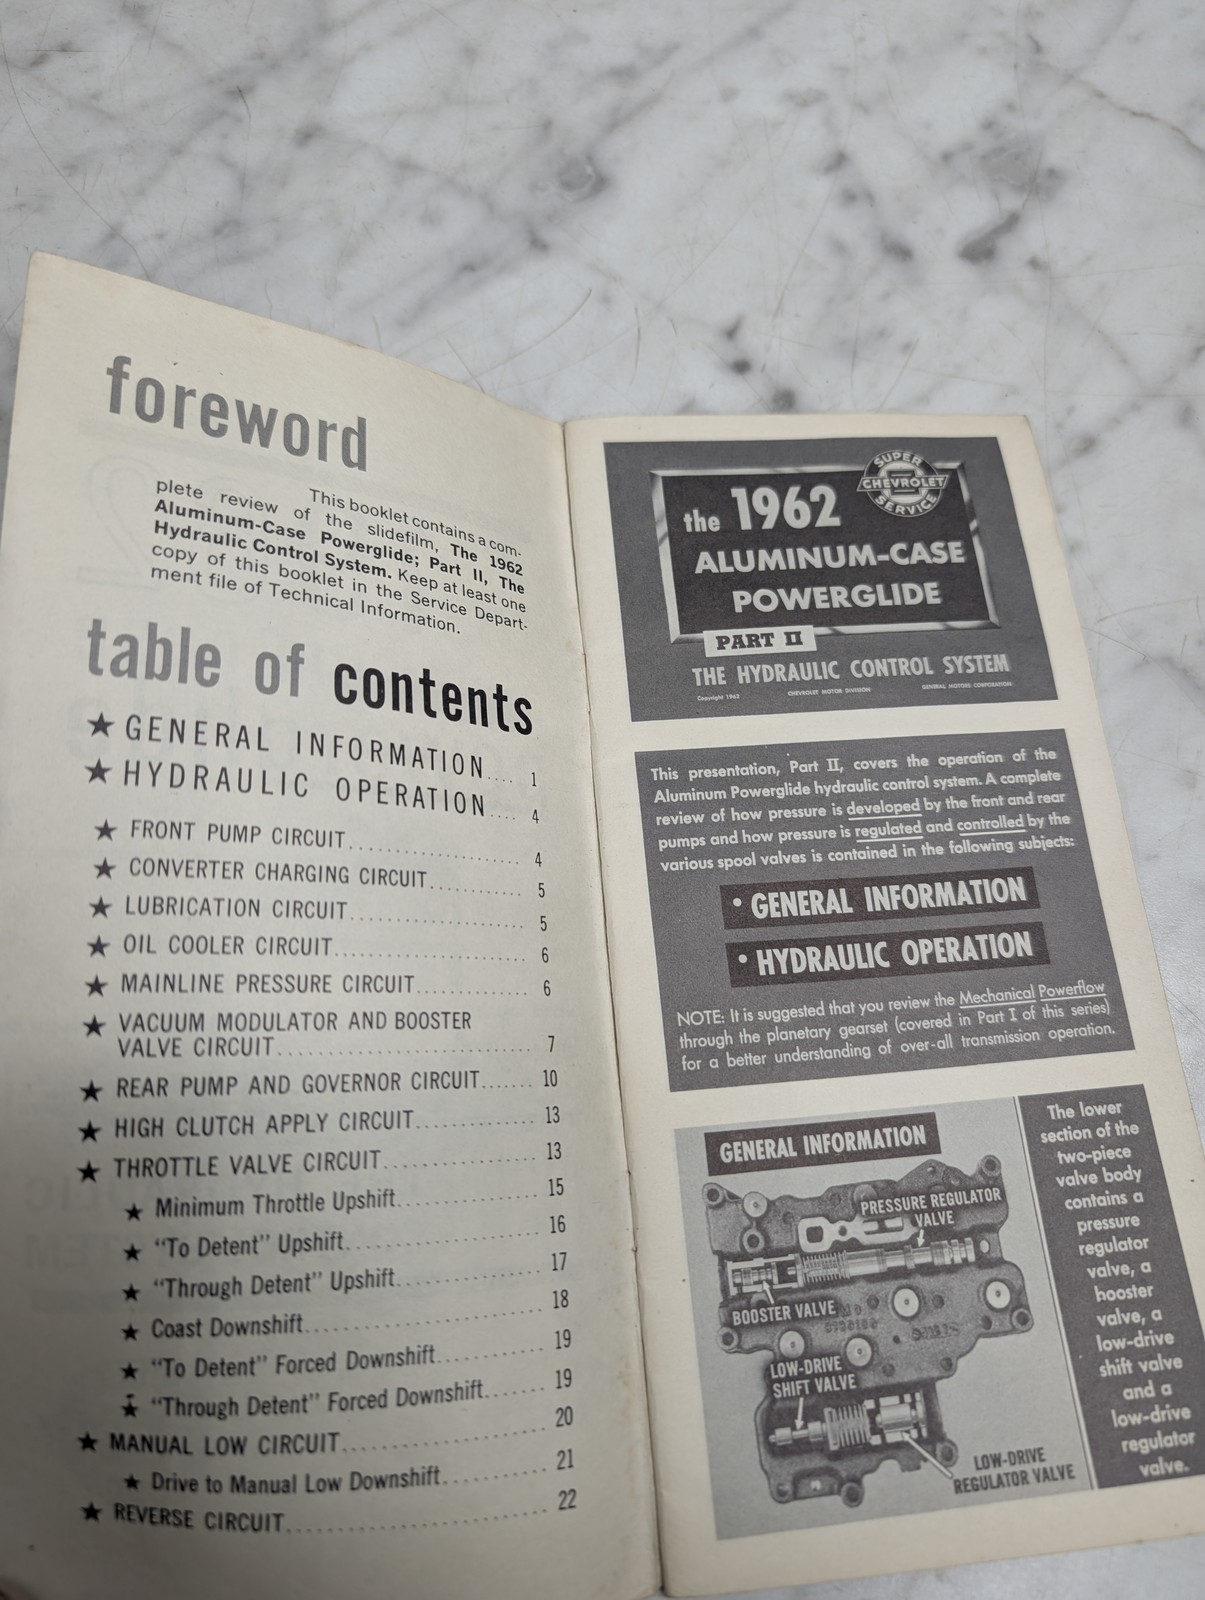 foreword
This booklet contains a com-
plete review of the slidefilm, The 1962
Aluminum-Case Powerglide; Part II, The
Hydraulic Control System. Keep at least one
copy of this booklet in the Service Depart-
ment file of Technical Information.
table of contents
★ GENERAL INFORMATION.... 1
★ HYDRAULIC OPERATION.... 4
★ FRONT PUMP CIRCUIT........................ 4
★ CONVERTER CHARGING CIRCUIT............ 5
★ LUBRICATION CIRCUIT........................ 5
★ OIL COOLER CIRCUIT........................... 6
★ MAINLINE PRESSURE CIRCUIT............... 6
★ VACUUM MODULATOR AND BOOSTER
VALVE CIRCUIT................................... 7
★ REAR PUMP AND GOVERNOR CIRCUIT....... 10
★ HIGH CLUTCH APPLY CIRCUIT................ 13
★ THROTTLE VALVE CIRCUIT.................... 13
★ Minimum Throttle Upshift..................... 15
★ "To Detent" Upshift............................ 16
★ "Through Detent" Upshift..................... 17
★ Coast Downshift................................. 18
★ "To Detent" Forced Downshift............... 19
★ "Through Detent" Forced Downshift........ 19
★ MANUAL LOW CIRCUIT.......................... 20
★ Drive to Manual Low Downshift.............. 21
★ REVERSE CIRCUIT................................. 22
SUPER
CHEVROLET
SERVICE
the 1962
ALUMINUM-CASE
POWERGLIDE
PART II
THE HYDRAULIC CONTROL SYSTEM
Copyright 1962 CHEVROLET MOTOR DIVISION GENERAL MOTORS CORPORATION
This presentation, Part II, covers the operation of the
Aluminum Powerglide hydraulic control system. A complete
review of how pressure is developed by the front and rear
pumps and how pressure is regulated and controlled by the
various spool valves is contained in the following subjects:
• GENERAL INFORMATION
• HYDRAULIC OPERATION
NOTE: It is suggested that you review the Mechanical Powerflow
through the planetary gearset (covered in Part I of this series)
for a better understanding of over-all transmission operation.
GENERAL INFORMATION
PRESSURE REGULATOR
VALVE
BOOSTER VALVE
LOW-DRIVE
SHIFT VALVE
LOW-DRIVE
REGULATOR VALVE
The lower
section of the
two-piece
valve body
contains a
pressure
regulator
valve, a
booster
valve, a
low-drive
shift valve
and a
low-drive
regulator
valve.